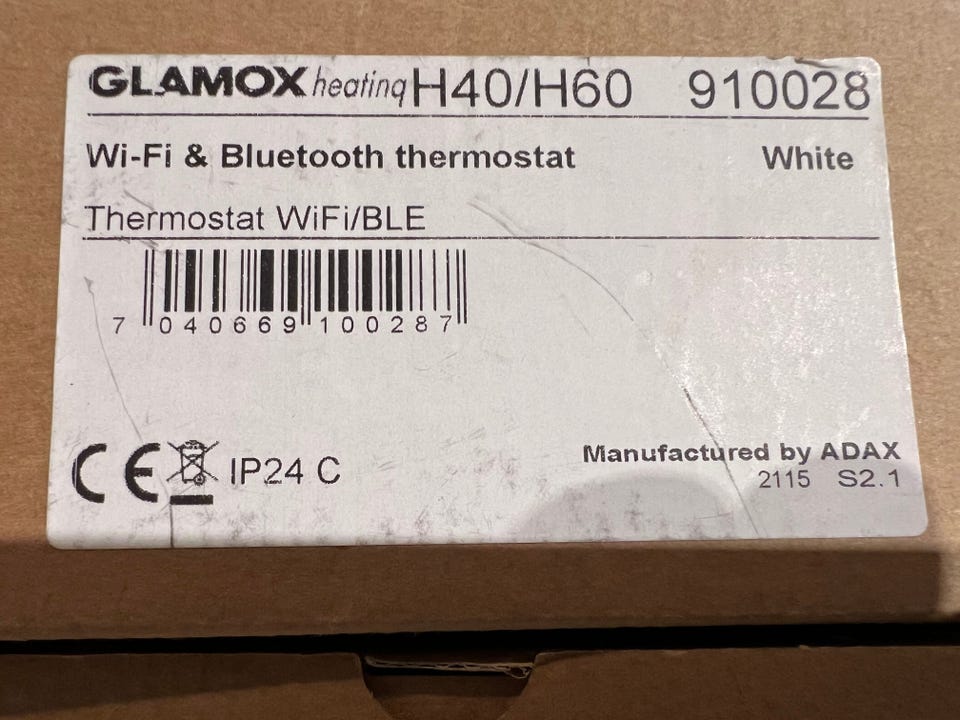 GLAMOX heating H40/H60 910028
Wi-Fi & Bluetooth thermostat White
Thermostat WiFi/BLE
7 040669 100287
CE IP24 C
Manufactured by ADAX
2115 S2.1